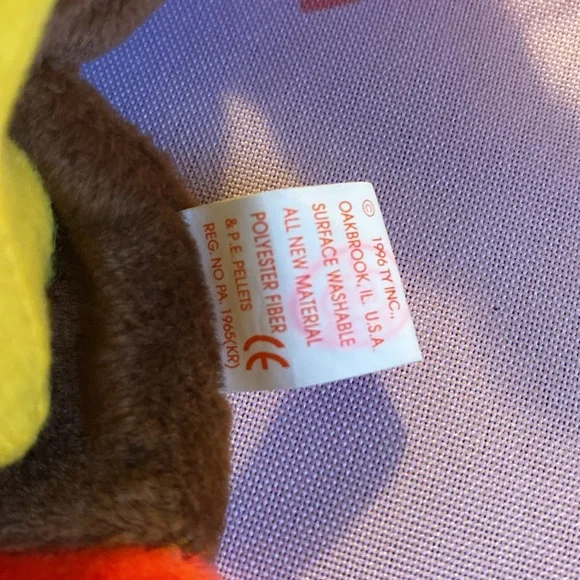 © 1996 TY INC.,
OAKBROOK, IL. U.S.A.
SURFACE WASHABLE
ALL NEW MATERIAL
POLYESTER FIBER
& P.E. PELLETS
REG. NO PA. 1965(KR)
CE